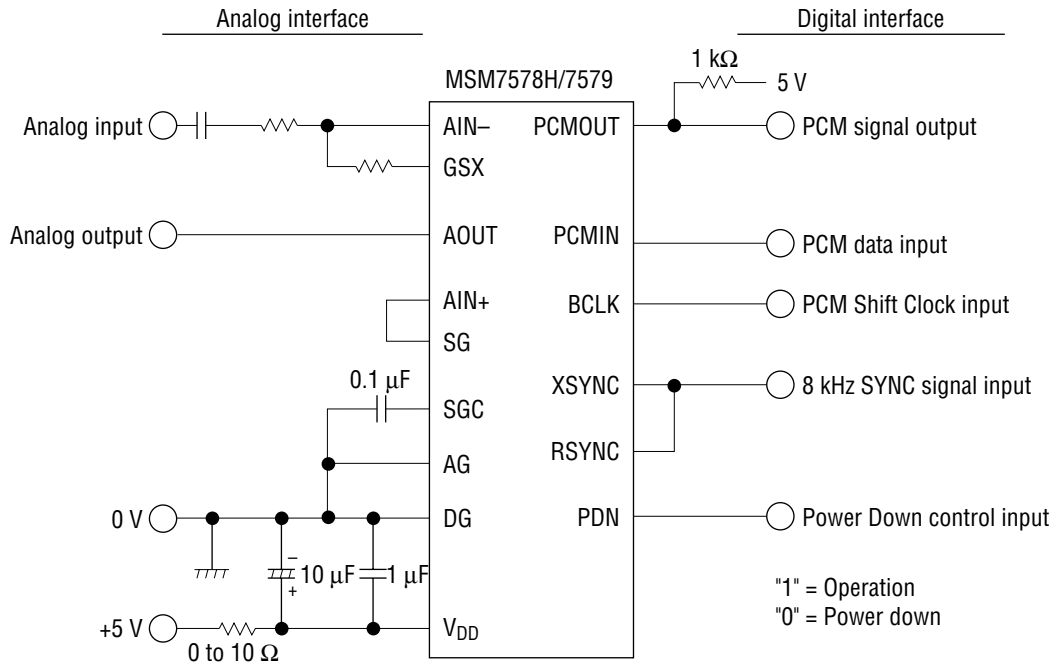 Analog interface
Digital interface
MSM7578H/7579
1 kΩ
5 V
Analog input
AIN–
PCMOUT
PCM signal output
GSX
Analog output
AOUT
PCMIN
PCM data input
AIN+
BCLK
PCM Shift Clock input
SG
0.1 μF
XSYNC
8 kHz SYNC signal input
SGC
RSYNC
AG
0 V
DG
PDN
Power Down control input
–
10 μF
1 μF
+
"1" = Operation
"0" = Power down
+5 V
VDD
0 to 10 Ω